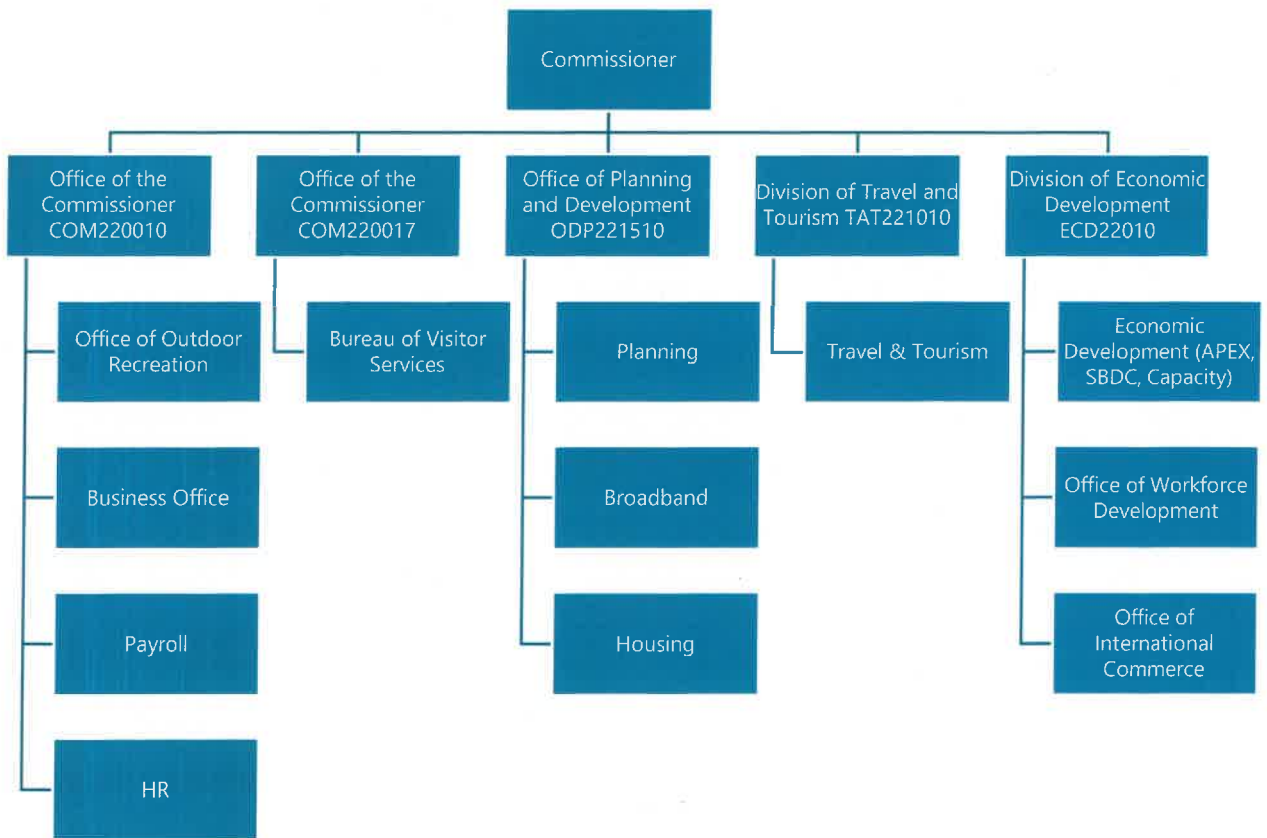 Commissioner
Office of the
Commissioner
COM220010
Office of the
Commissioner
COM220017
Office of Planning
and Development
ODP221510
Division of Travel and
Tourism TAT221010
Division of Economic
Development
ECD22010
Office of Outdoor
Recreation
Business Office
Payroll
HR
Bureau of Visitor
Services
Planning
Broadband
Housing
Travel & Tourism
Economic
Development (APEX,
SBDC, Capacity)
Office of Workforce
Development
Office of
International
Commerce